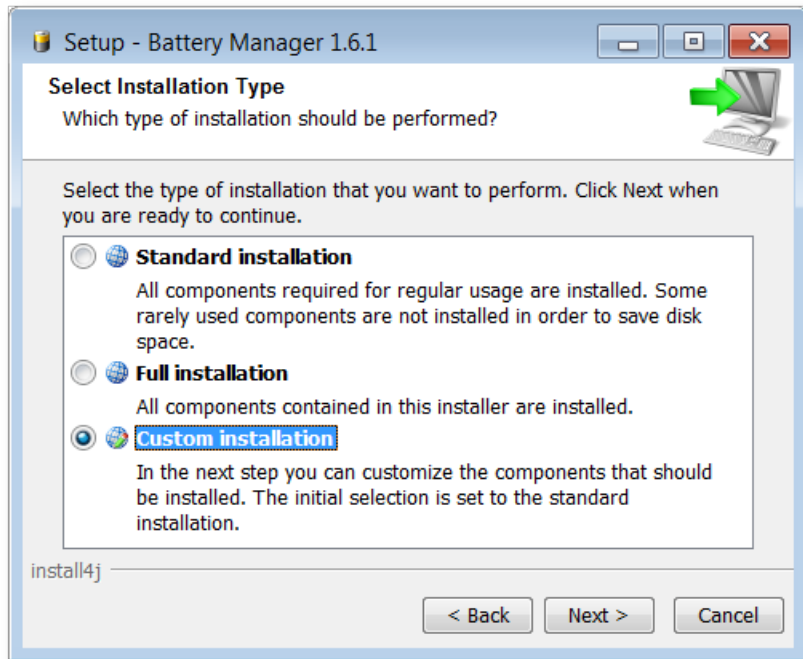 Setup - Battery Manager 1.6.1
Select Installation Type
Which type of installation should be performed?
Select the type of installation that you want to perform. Click Next when
you are ready to continue.
Standard installation
All components required for regular usage are installed. Some
rarely used components are not installed in order to save disk
space.
Full installation
All components contained in this installer are installed.
Custom installation
In the next step you can customize the components that should
be installed. The initial selection is set to the standard
installation.
install4j
< Back Next > Cancel